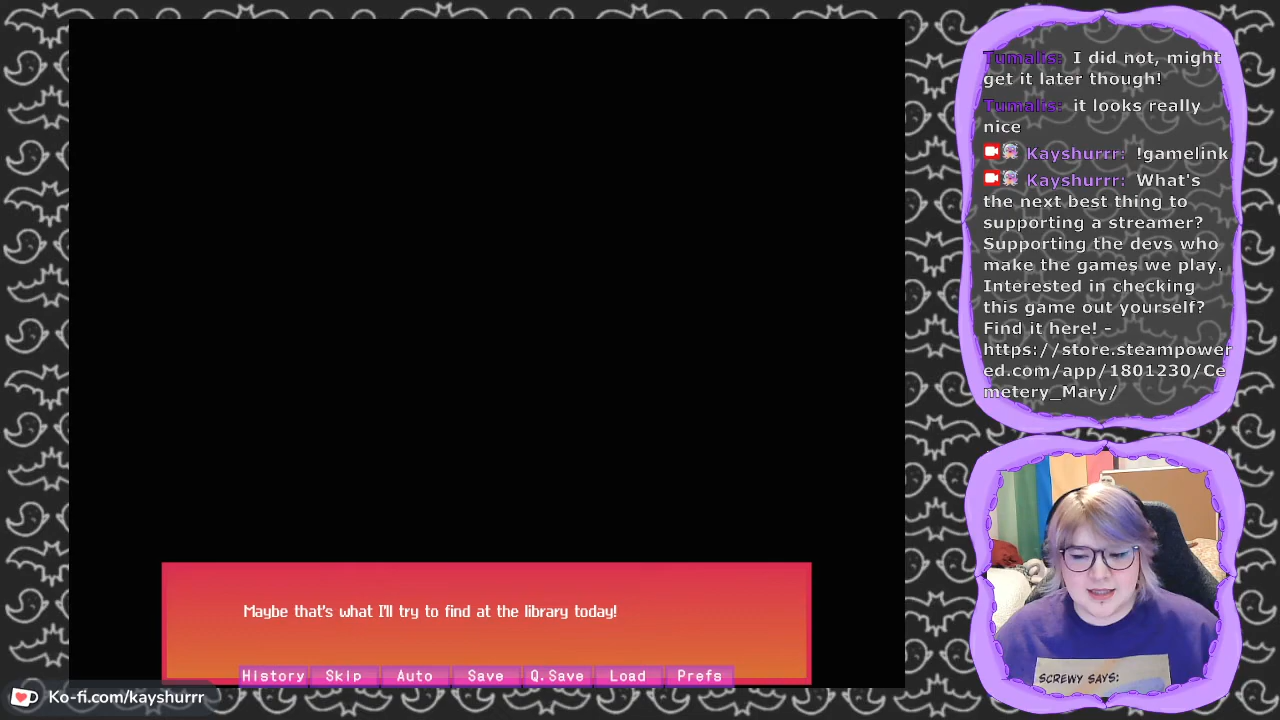 Tumalis: I did not, might
get it later though!
Tumalis: it looks really
nice
Kayshurrr: !gamelink
Kayshurrr: What's
the next best thing to
supporting a streamer?
Supporting the devs who
make the games we play.
Interested in checking
this game out yourself?
Find it here! -
https://store.steampower
ed.com/app/1801230/Ce
metery_Mary/
Maybe that's what I'll try to find at the library today!
History Skip Auto Save Q.Save Load Prefs
SCREWY SAYS:
Ko-fi.com/kayshurrr